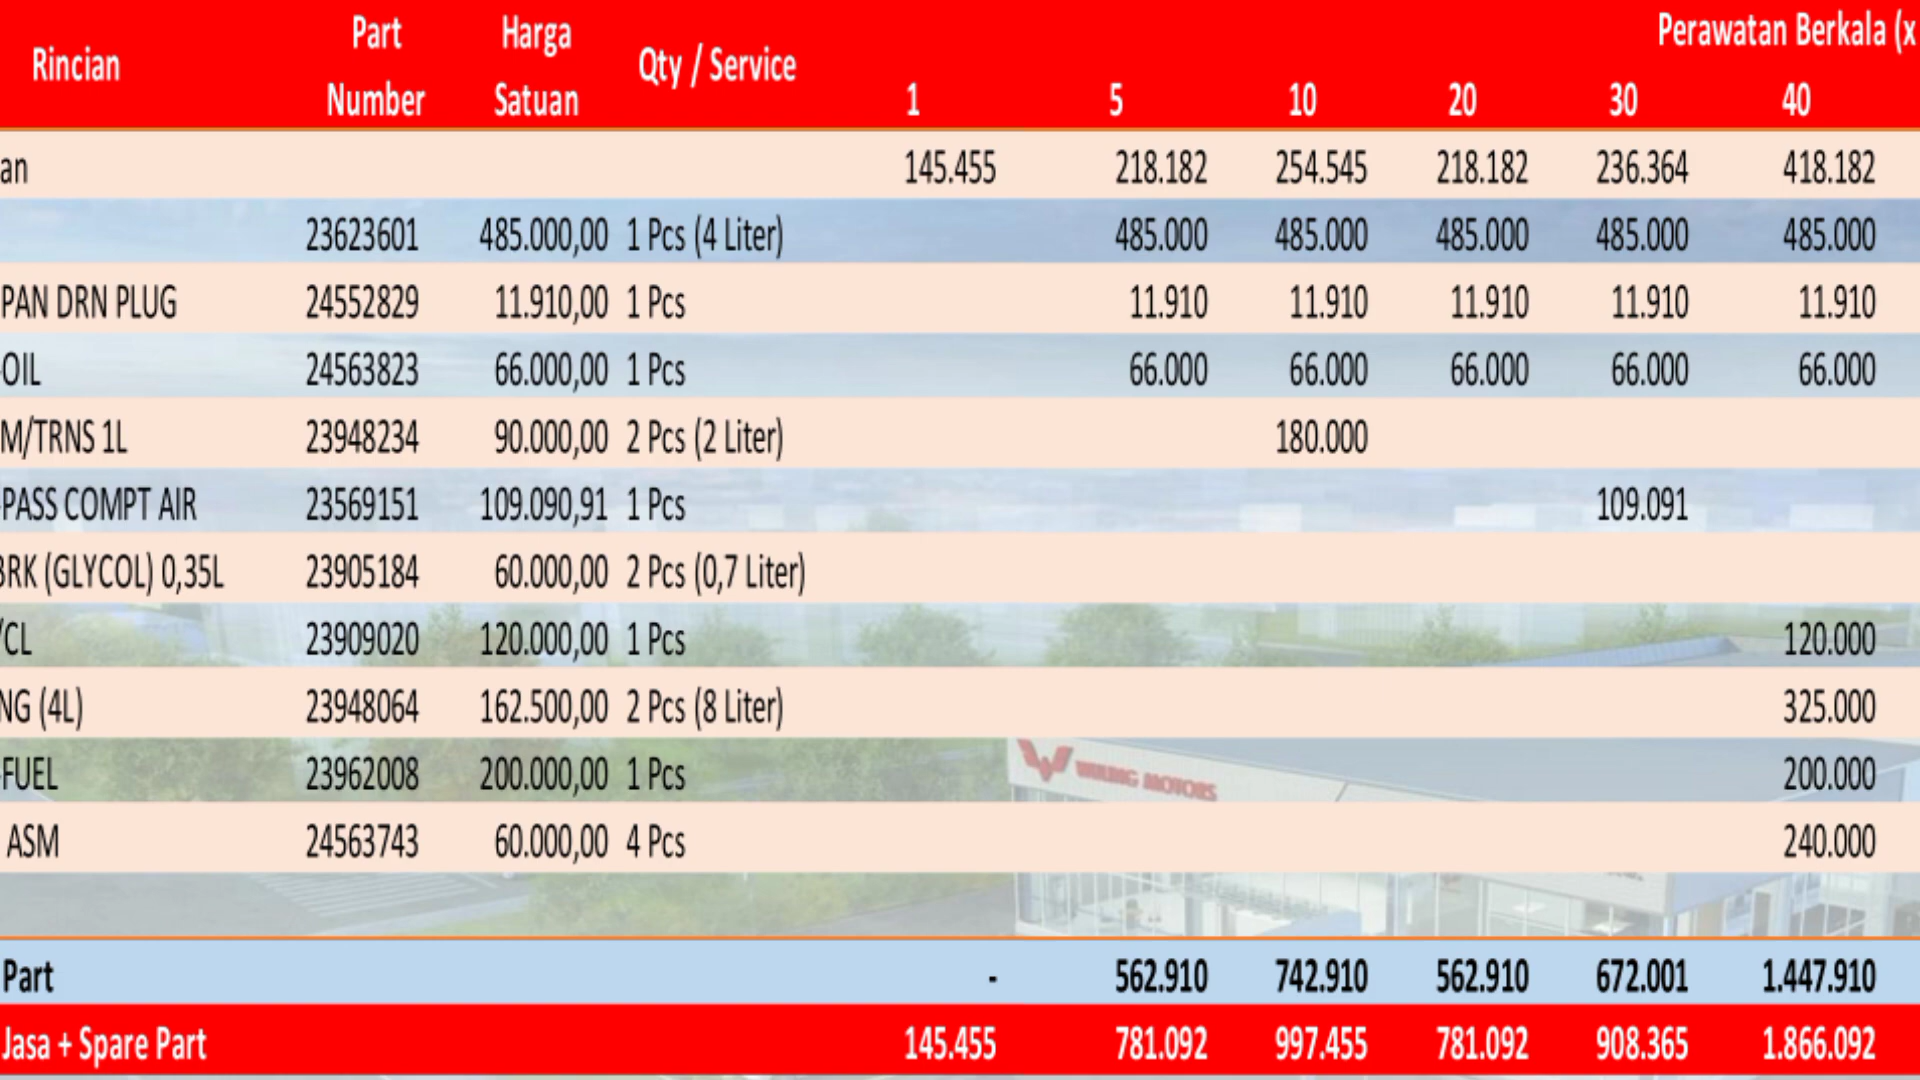 Rincian Part Number Harga Satuan Qty / Service Perawatan Berkala (x
1 5 10 20 30 40
an 145.455 218.182 254.545 218.182 236.364 418.182
23623601 485.000,00 1 Pcs (4 Liter) 485.000 485.000 485.000 485.000 485.000
PAN DRN PLUG 24552829 11.910,00 1 Pcs 11.910 11.910 11.910 11.910 11.910
-OIL 24563823 66.000,00 1 Pcs 66.000 66.000 66.000 66.000 66.000
M/TRNS 1L 23948234 90.000,00 2 Pcs (2 Liter) 180.000
-PASS COMPT AIR 23569151 109.090,91 1 Pcs 109.091
BRK (GLYCOL) 0,35L 23905184 60.000,00 2 Pcs (0,7 Liter)
/CL 23909020 120.000,00 1 Pcs 120.000
NG (4L) 23948064 162.500,00 2 Pcs (8 Liter) 325.000
-FUEL 23962008 200.000,00 1 Pcs 200.000
WULING MOTORS
ASM 24563743 60.000,00 4 Pcs 240.000
Part - 562.910 742.910 562.910 672.001 1.447.910
Jasa + Spare Part 145.455 781.092 997.455 781.092 908.365 1.866.092